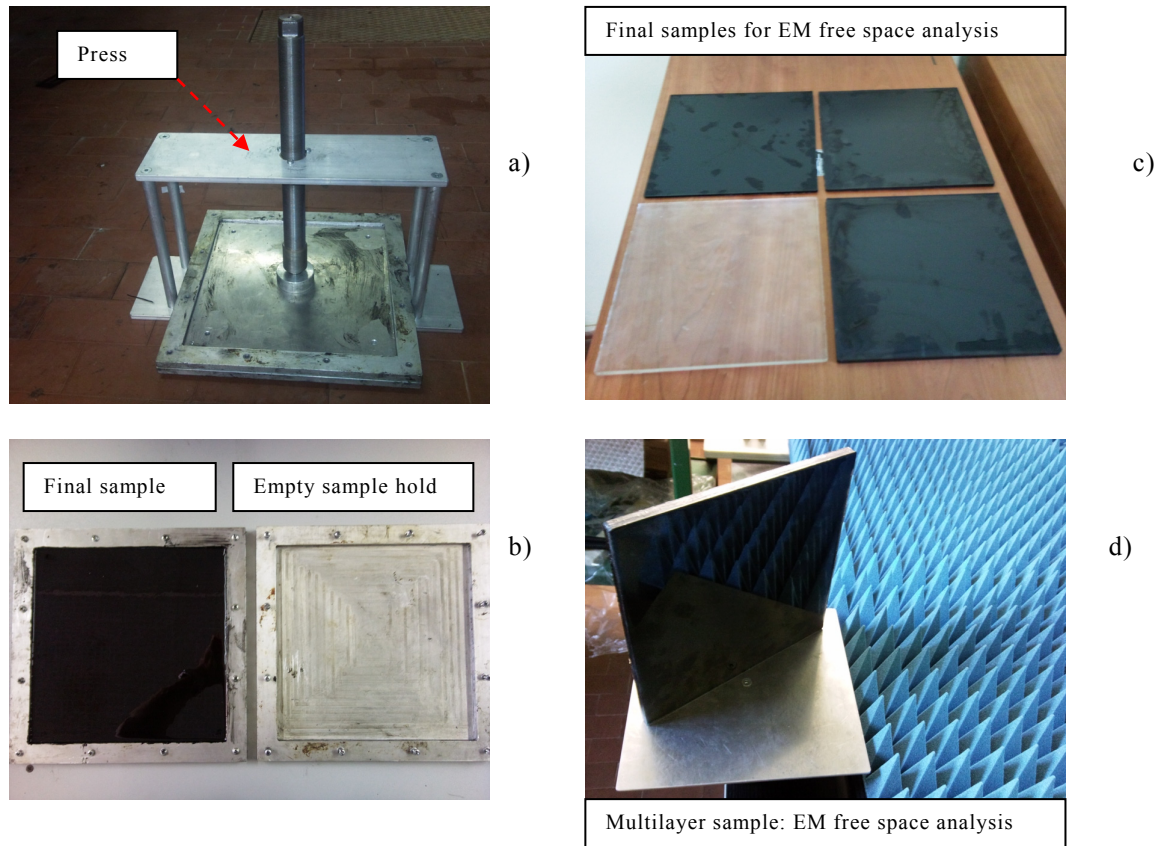 Press
a)
Final samples for EM free space analysis
c)
Final sample
Empty sample hold
b)
d)
Multilayer sample: EM free space analysis